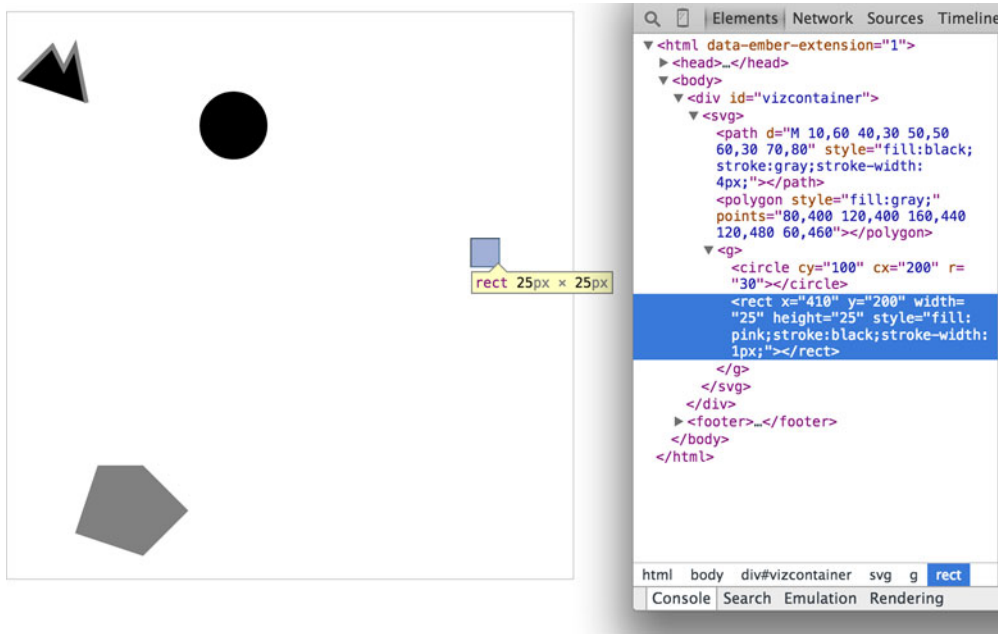 Elements Network Sources Timeline
▼<html data-ember-extension="1">
▶<head>…</head>
▼<body>
▼<div id="vizcontainer">
▼<svg>
<path d="M 10,60 40,30 50,50
60,30 70,80" style="fill:black;
stroke:gray;stroke-width:
4px;"></path>
<polygon style="fill:gray;"
points="80,400 120,400 160,440
120,480 60,460"></polygon>
▼<g>
<circle cy="100" cx="200" r=
"30"></circle>
<rect x="410" y="200" width=
"25" height="25" style="fill:
pink;stroke:black;stroke-width:
1px;"></rect>
</g>
</svg>
</div>
▶<footer>…</footer>
</body>
</html>
rect 25px × 25px
html body div#vizcontainer svg g rect
Console Search Emulation Rendering